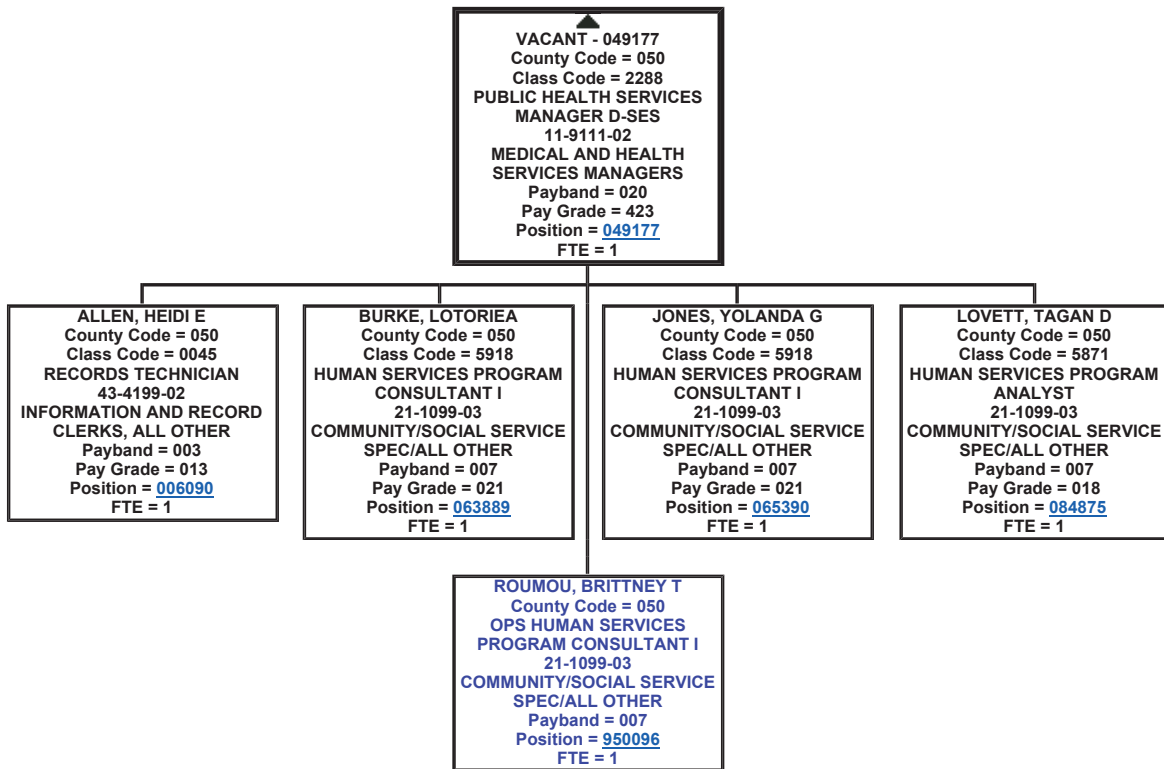 VACANT - 049177
County Code = 050
Class Code = 2288
PUBLIC HEALTH SERVICES
MANAGER D-SES
11-9111-02
MEDICAL AND HEALTH
SERVICES MANAGERS
Payband = 020
Pay Grade = 423
Position = 049177
FTE = 1
ALLEN, HEIDI E
County Code = 050
Class Code = 0045
RECORDS TECHNICIAN
43-4199-02
INFORMATION AND RECORD
CLERKS, ALL OTHER
Payband = 003
Pay Grade = 013
Position = 006090
FTE = 1
BURKE, LOTORIEA
County Code = 050
Class Code = 5918
HUMAN SERVICES PROGRAM
CONSULTANT I
21-1099-03
COMMUNITY/SOCIAL SERVICE
SPEC/ALL OTHER
Payband = 007
Pay Grade = 021
Position = 063889
FTE = 1
JONES, YOLANDA G
County Code = 050
Class Code = 5918
HUMAN SERVICES PROGRAM
CONSULTANT I
21-1099-03
COMMUNITY/SOCIAL SERVICE
SPEC/ALL OTHER
Payband = 007
Pay Grade = 021
Position = 065390
FTE = 1
LOVETT, TAGAN D
County Code = 050
Class Code = 5871
HUMAN SERVICES PROGRAM
ANALYST
21-1099-03
COMMUNITY/SOCIAL SERVICE
SPEC/ALL OTHER
Payband = 007
Pay Grade = 018
Position = 084875
FTE = 1
ROUMOU, BRITTNEY T
County Code = 050
OPS HUMAN SERVICES
PROGRAM CONSULTANT I
21-1099-03
COMMUNITY/SOCIAL SERVICE
SPEC/ALL OTHER
Payband = 007
Position = 950096
FTE = 1